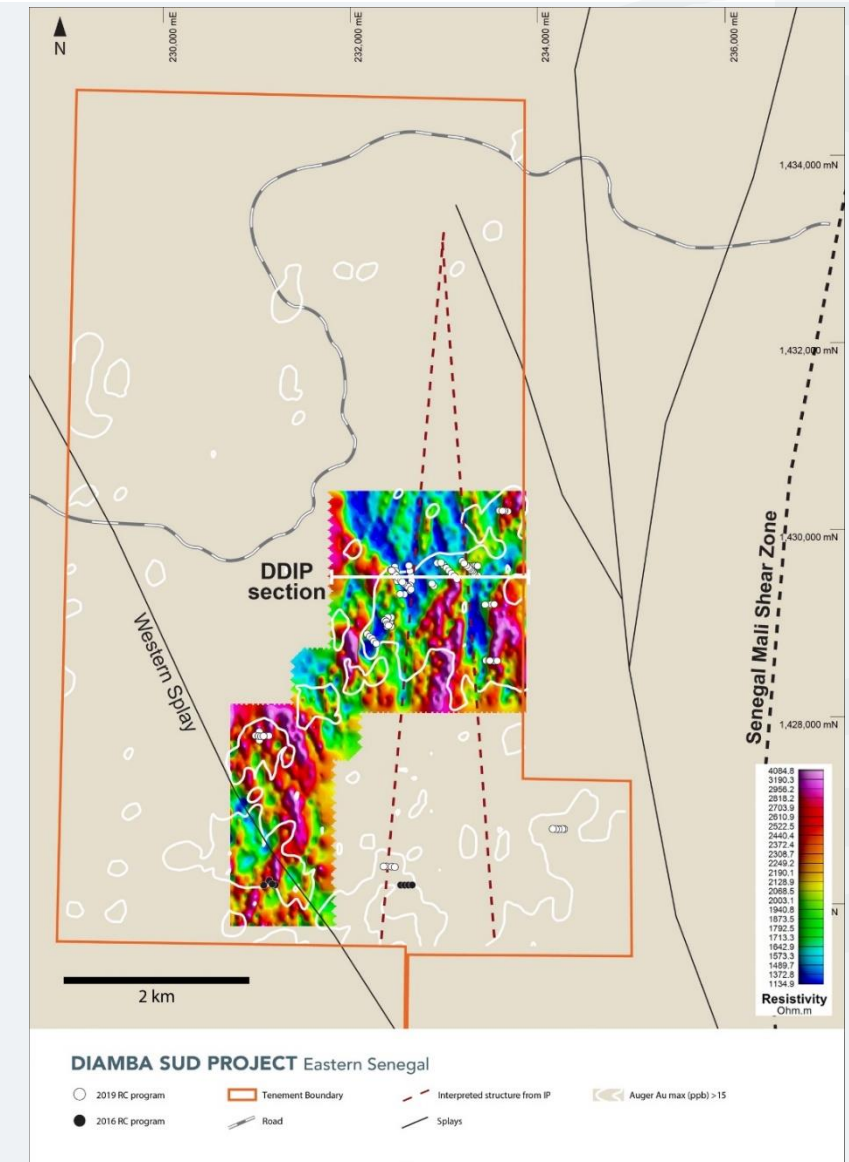 N
230,000 mE
232,000 mE
234,000 mE
236,000 mE
1,434,000 mN
1,432,000 mN
1,430,000 mN
1,428,000 mN
N
DDIP
section
Western Splay
Senegal Mali Shear Zone
4084.8
3190.3
2956.2
2818.2
2703.9
2610.9
2522.5
2440.4
2372.4
2308.7
2249.2
2190.1
2128.9
2068.5
2003.1
1940.8
1873.5
1792.5
1713.3
1642.9
1573.3
1489.7
1372.8
1134.9
Resistivity
Ohm.m
2 km
DIAMBA SUD PROJECT Eastern Senegal
2019 RC program
Tenement Boundary
Interpreted structure from IP
Auger Au max (ppb) >15
2016 RC program
Road
Splays